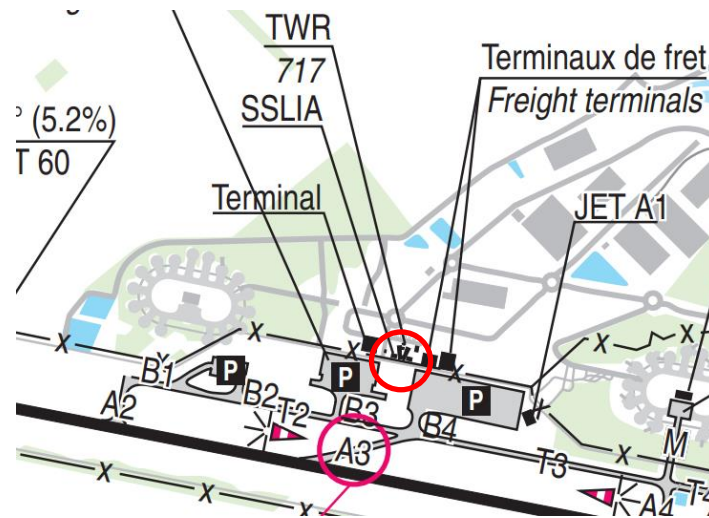 TWR
717
SSLIA
Terminaux de fret
Freight terminals
° (5.2%)
T 60
Terminal
JET A1
X
X
X
X
X
X
B1
P
P
P
B2
A2
T2
B3
B4
A3
X
M
T3
X
X
X
X
A4
T4